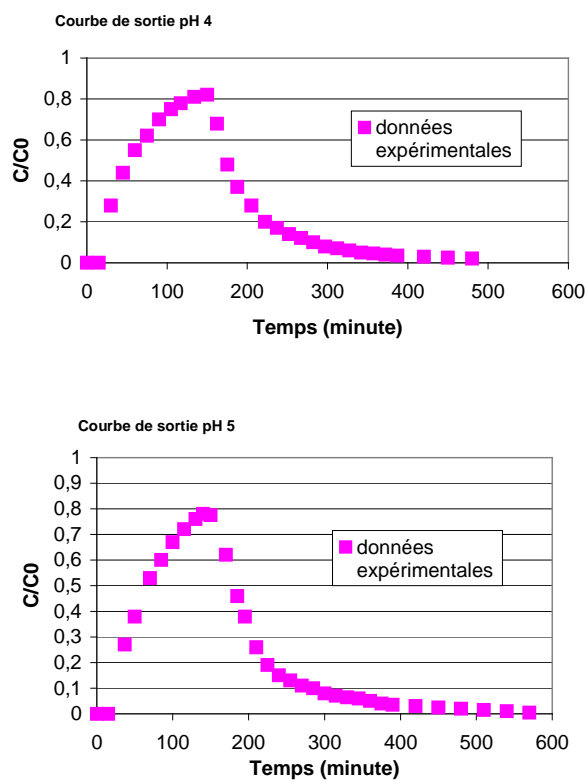 Courbe de sortie pH 4
1
0,8
0,6
0,4
0,2
0
C/C0
données
expérimentales
0 100 200 300 400 500 600
Temps (minute)
Courbe de sortie pH 5
1
0,9
0,8
0,7
0,6
0,5
0,4
0,3
0,2
0,1
0
C/C0
données
expérimentales
0 100 200 300 400 500 600
Temps (minute)